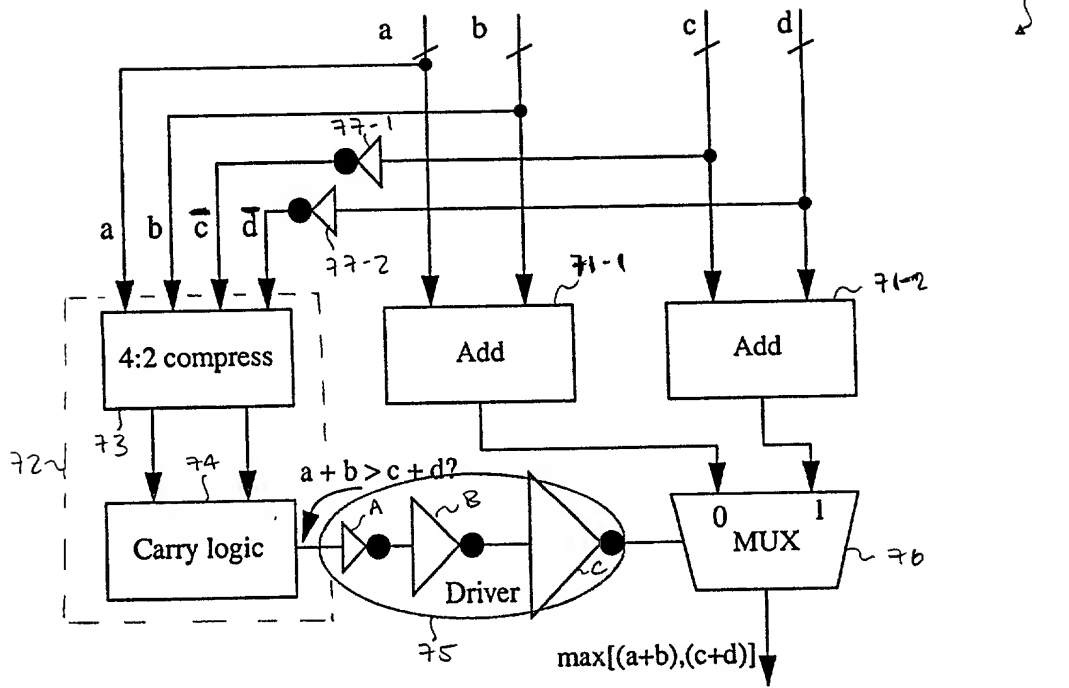 a b c d
77-1
a b c̅ d̅
77-2
71-1
71-2
4:2 compress
Add
Add
73
72
74
a + b > c + d?
A
B
0 1
Carry logic
MUX
C
76
Driver
75
max[(a+b),(c+d)]